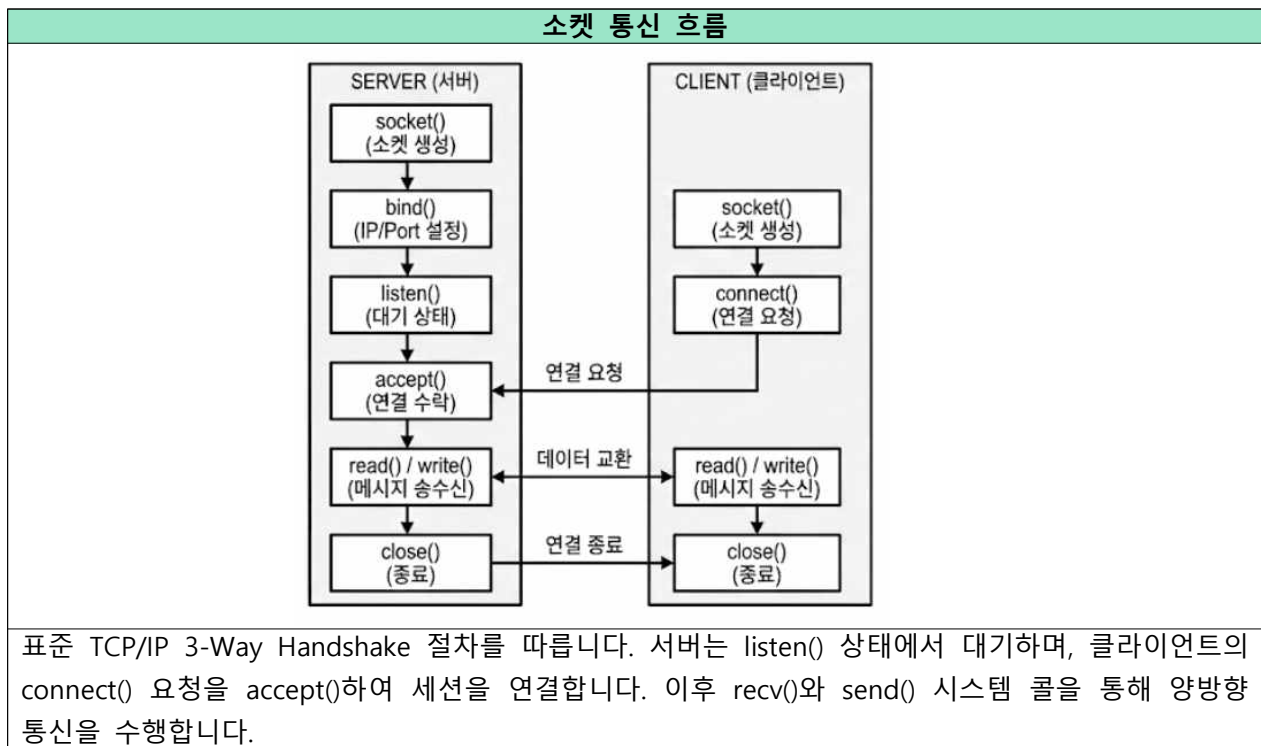 소켓 통신 흐름
SERVER (서버)
socket()
(소켓 생성)
bind()
(IP/Port 설정)
listen()
(대기 상태)
accept()
(연결 수락)
read() / write()
(메시지 송수신)
close()
(종료)
연결 요청
데이터 교환
연결 종료
CLIENT (클라이언트)
socket()
(소켓 생성)
connect()
(연결 요청)
read() / write()
(메시지 송수신)
close()
(종료)
표준 TCP/IP 3-Way Handshake 절차를 따릅니다. 서버는 listen() 상태에서 대기하며, 클라이언트의
connect() 요청을 accept()하여 세션을 연결합니다. 이후 recv()와 send() 시스템 콜을 통해 양방향
통신을 수행합니다.